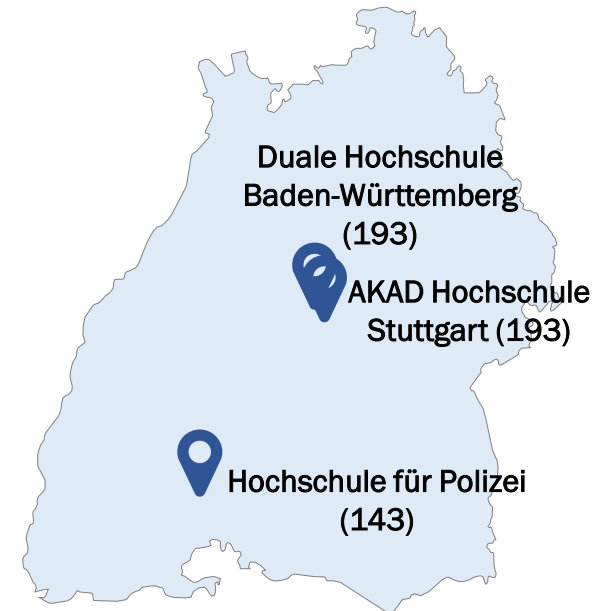 Duale Hochschule
Baden-Württemberg
(193)
AKAD Hochschule
Stuttgart (193)
Hochschule für Polizei
(143)